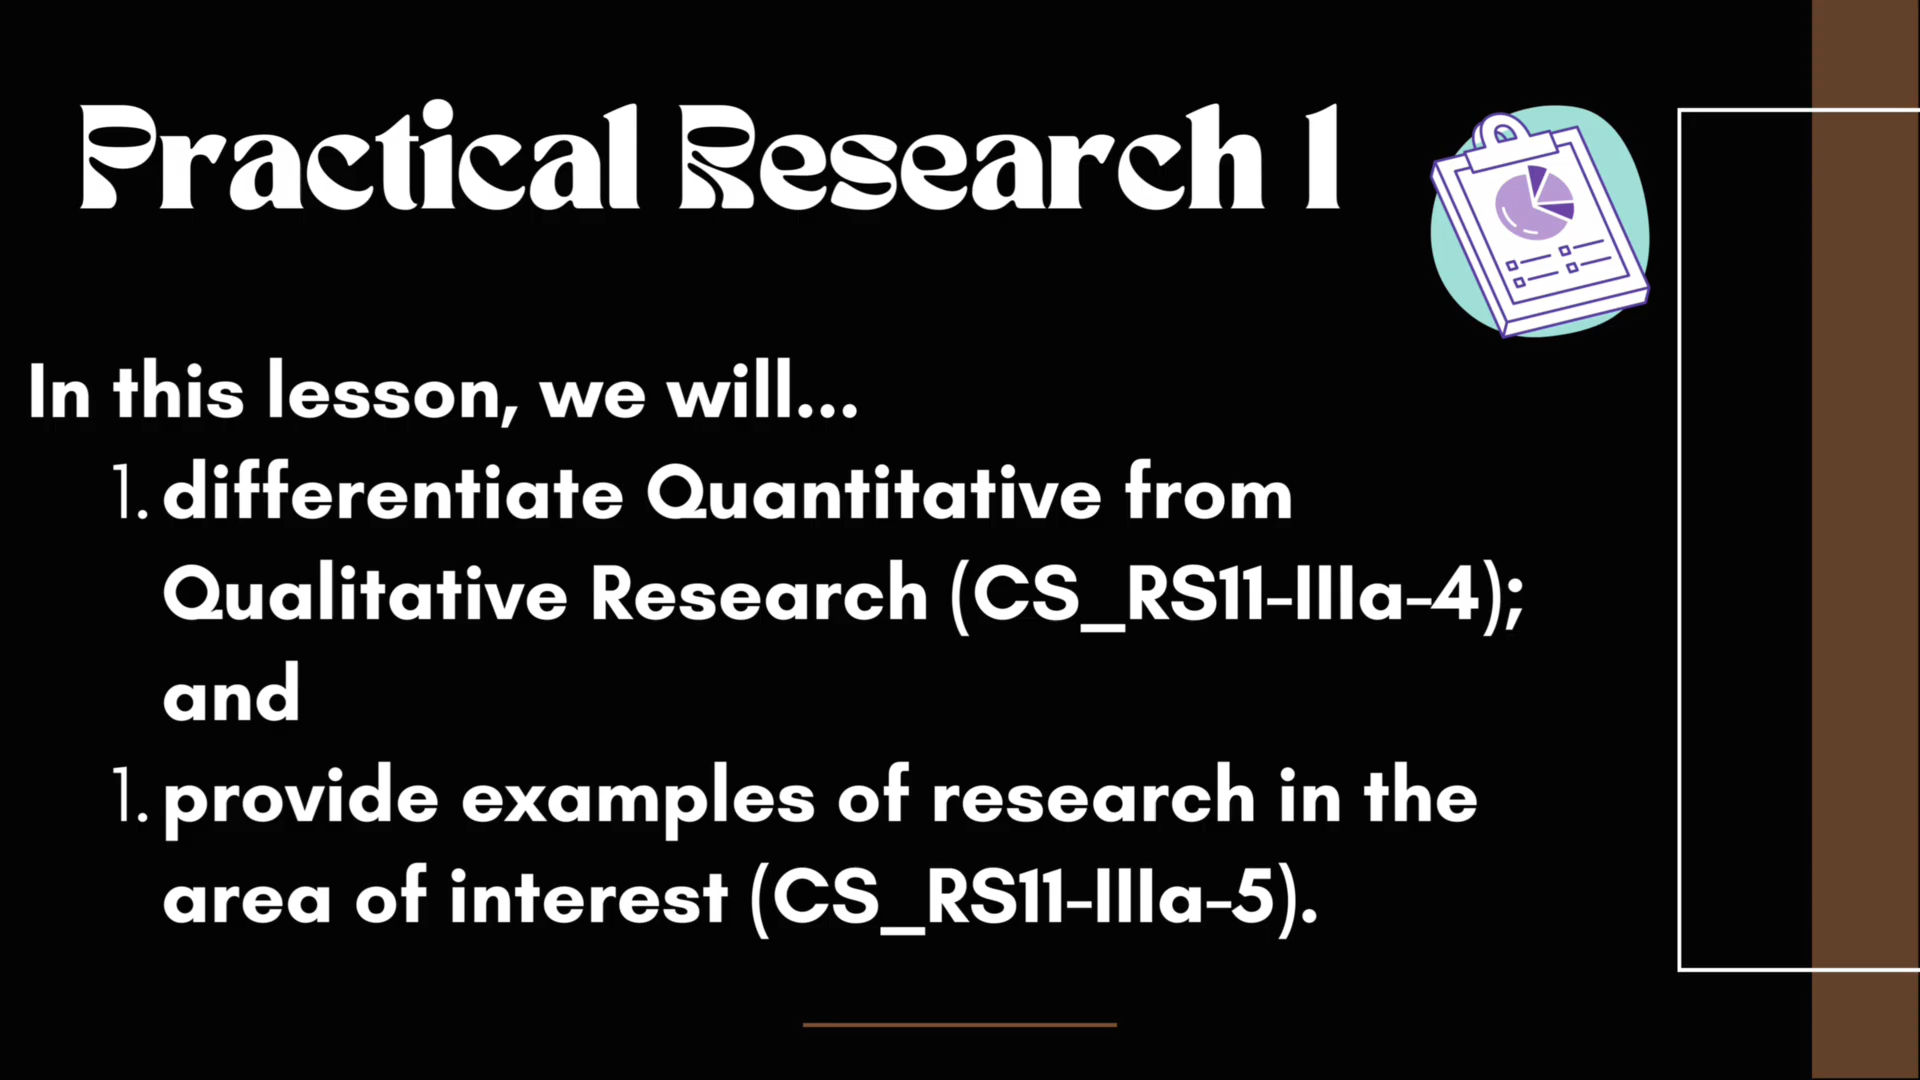 Practical Research 1
In this lesson, we will...
1. differentiate Quantitative from
Qualitative Research (CS_RS11-IIIa-4);
and
1. provide examples of research in the
area of interest (CS_RS11-IIIa-5).